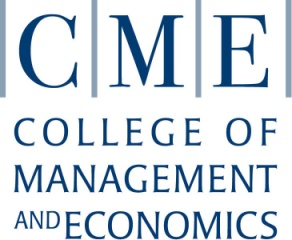 CME
COLLEGE OF
MANAGEMENT
AND ECONOMICS